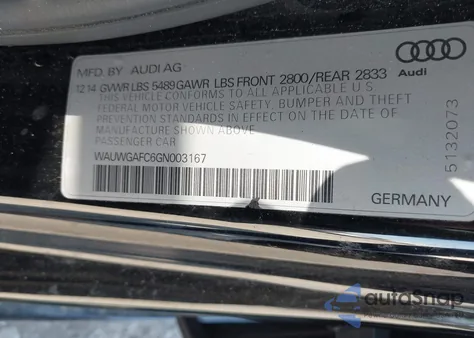 MFD. BY AUDI AG
12.14 GVWR LBS 5489 GAWR LBS FRONT 2800/REAR 2833
THIS VEHICLE CONFORMS TO ALL APPLICABLE U.S.
FEDERAL MOTOR VEHICLE SAFETY, BUMPER AND THEFT
PREVENTION STANDARDS IN EFFECT ON THE DATE OF
MANUFACTURE SHOWN ABOVE
PASSENGER CAR
WAUWGAFC6GN003167
Audi
5132073
GERMANY
autoSnap